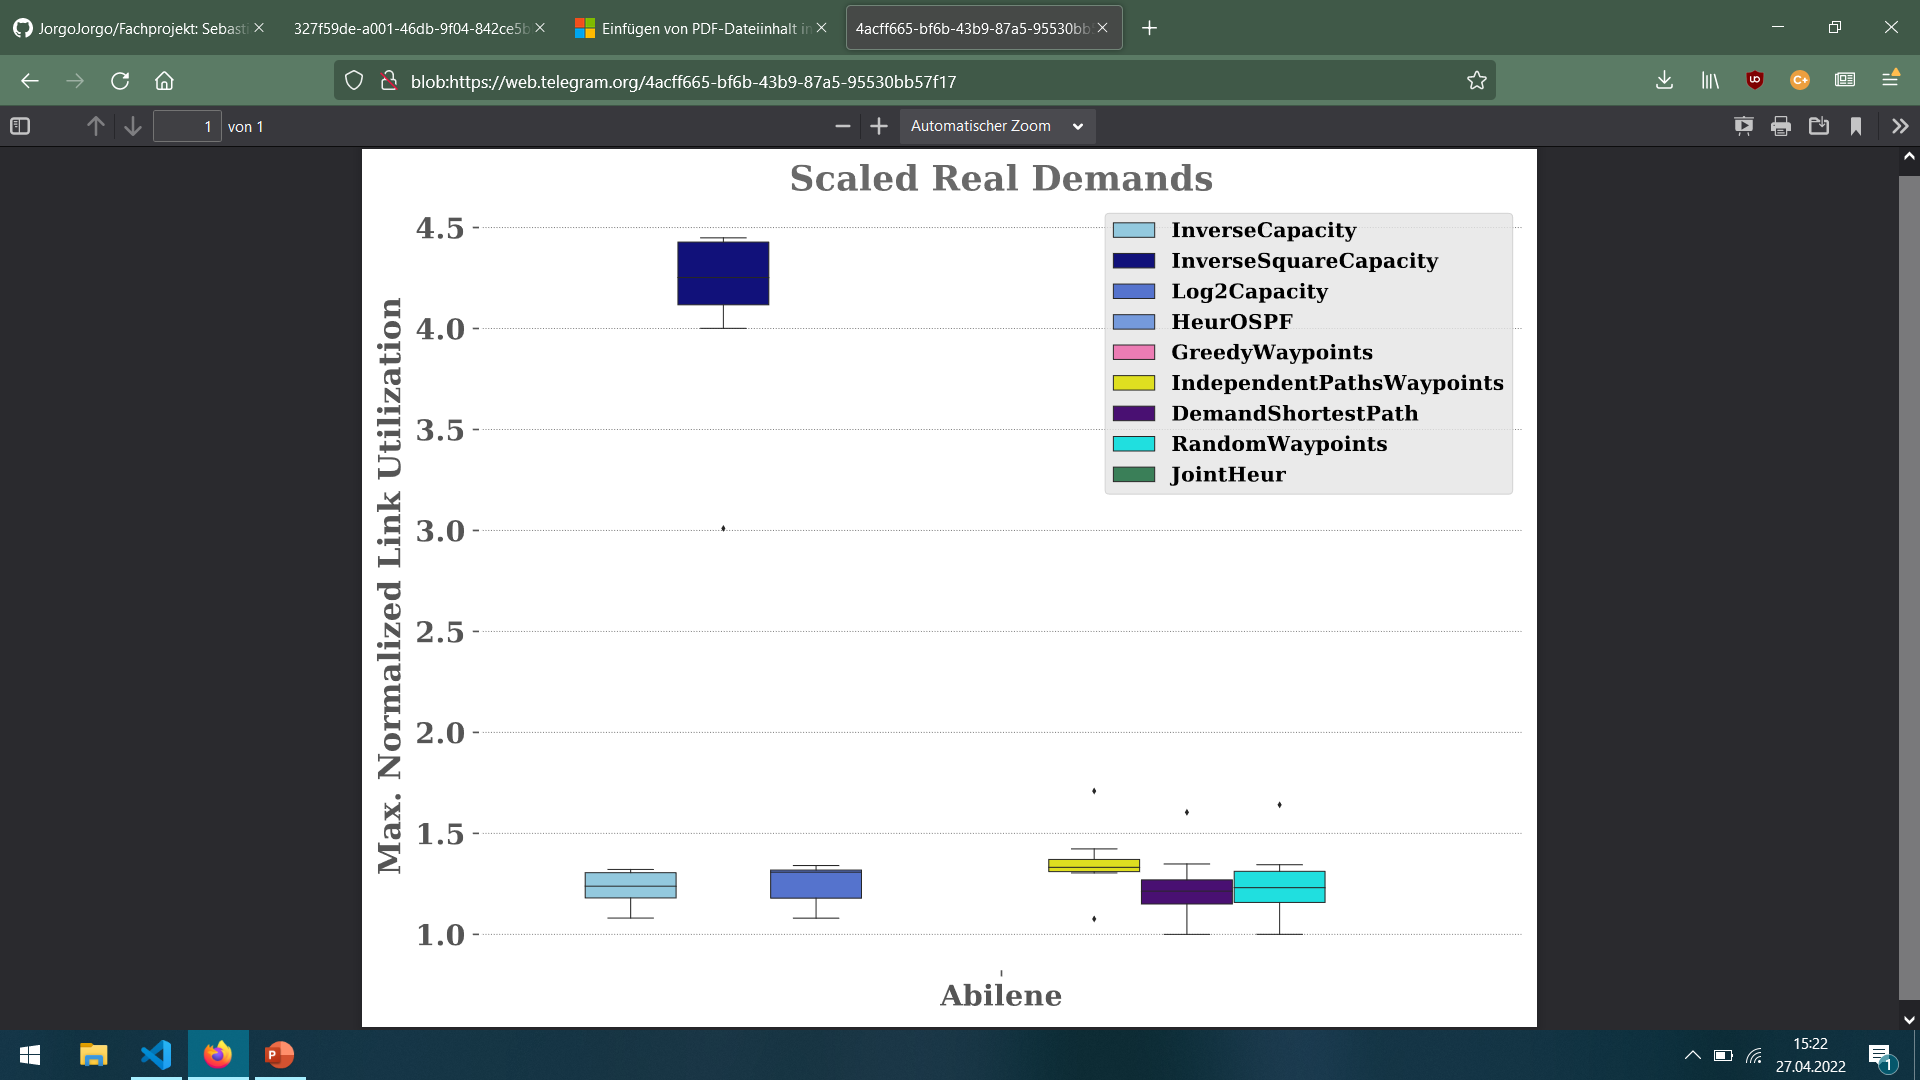 JorgoJorgo/Fachprojekt: Sebasti
327f59de-a001-46db-9f04-842ce5b
Einfügen von PDF-Dateiinhalt in
4acff665-bf6b-43b9-87a5-95530bb
blob:https://web.telegram.org/4acff665-bf6b-43b9-87a5-95530bb57f17
1 von 1
Automatischer Zoom
Scaled Real Demands
Max. Normalized Link Utilization
4.5
4.0
3.5
3.0
2.5
2.0
1.5
1.0
InverseCapacity
InverseSquareCapacity
Log2Capacity
HeurOSPF
GreedyWaypoints
IndependentPathsWaypoints
DemandShortestPath
RandomWaypoints
JointHeur
Abilene
15:22
27.04.2022
1